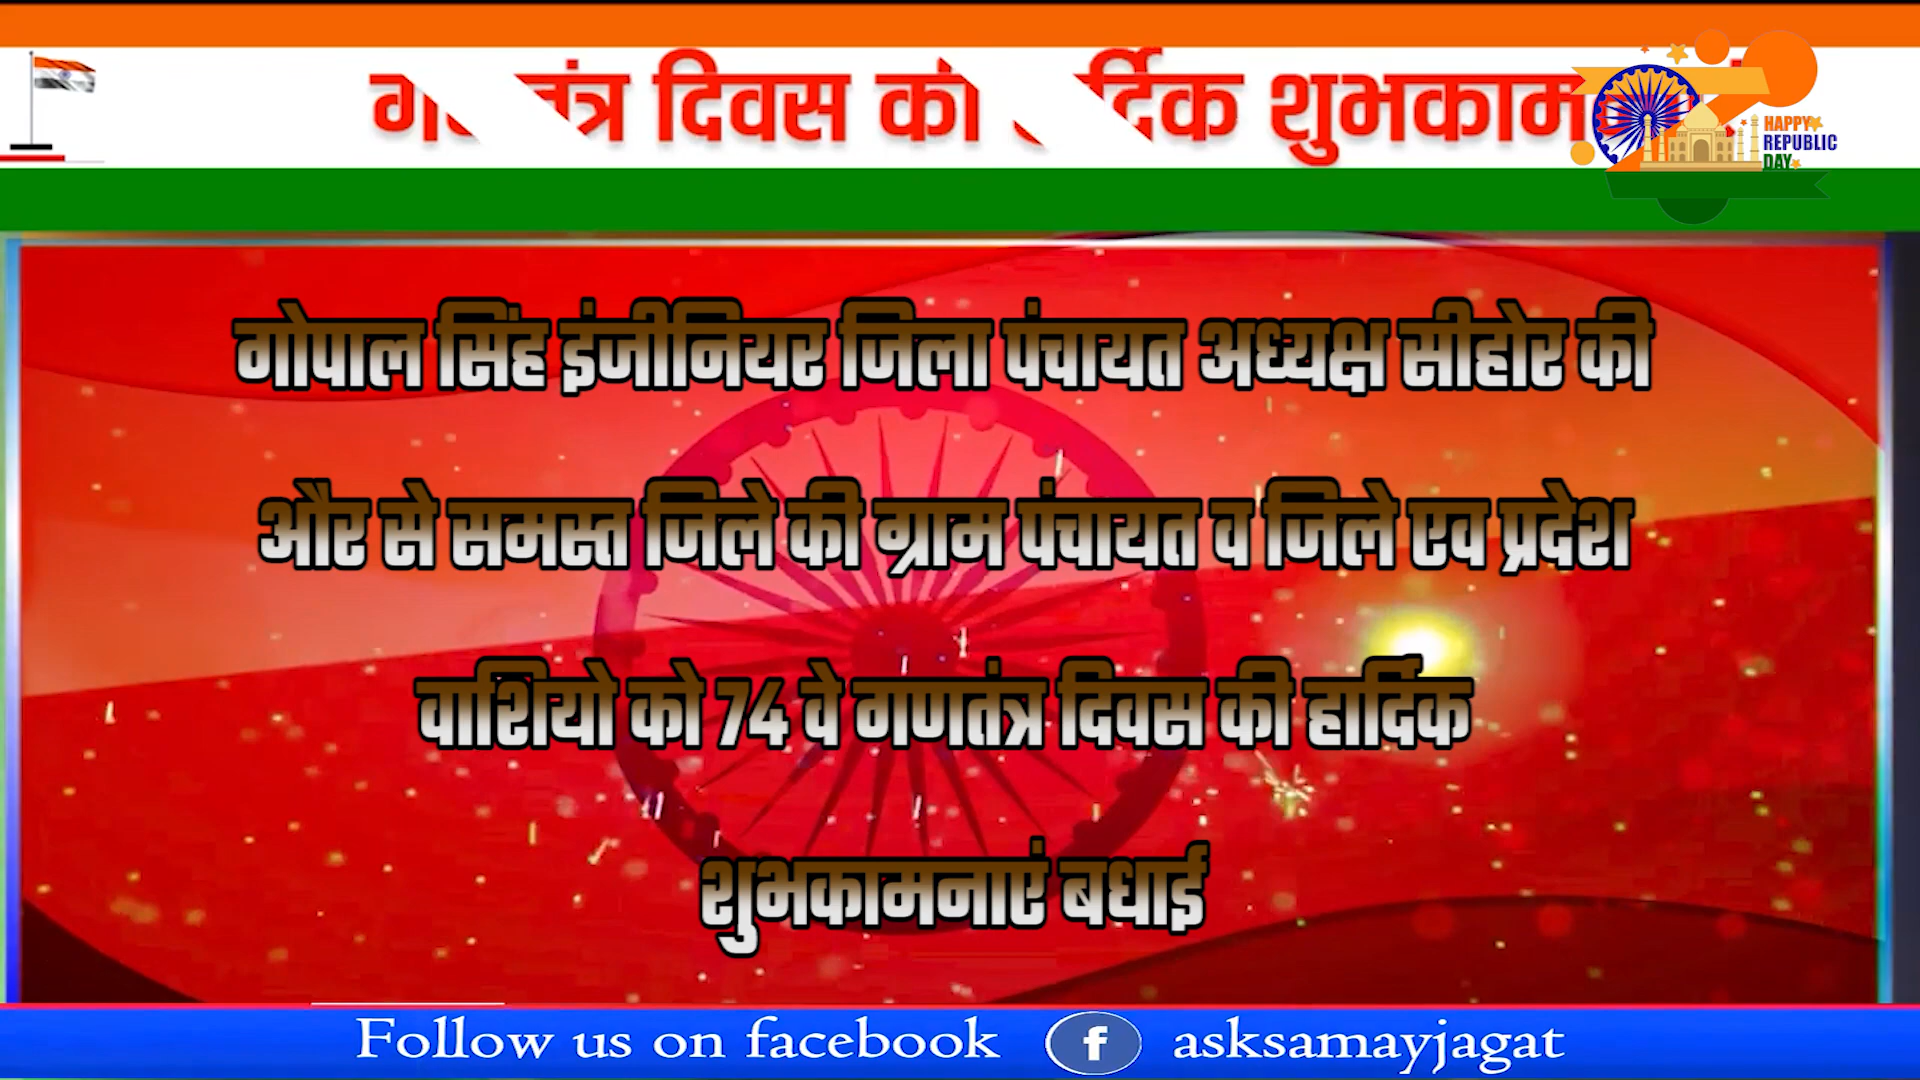 दिवस की शुभकाम
HAPPY
REPUBLIC
DAY
गोपाल सिंह इंजीनियर जिला पंचायत अध्यक्ष सीहोर की
और से समस्त जिले की ग्राम पंचायत व जिले एव प्रदेश
वाशियो को 74 वे गणतंत्र दिवस की हार्दिक
शुभकामनाएं बधाई
Follow us on facebook f asksamayjagat